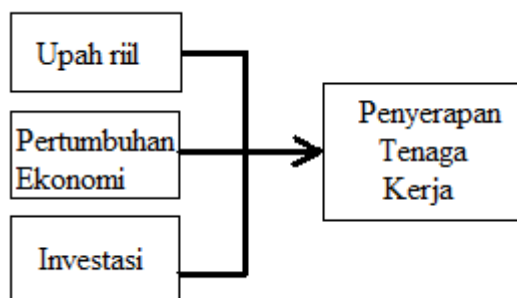 Upah riil
Pertumbuhan
Ekonomi
Investasi
Penyerapan
Tenaga
Kerja